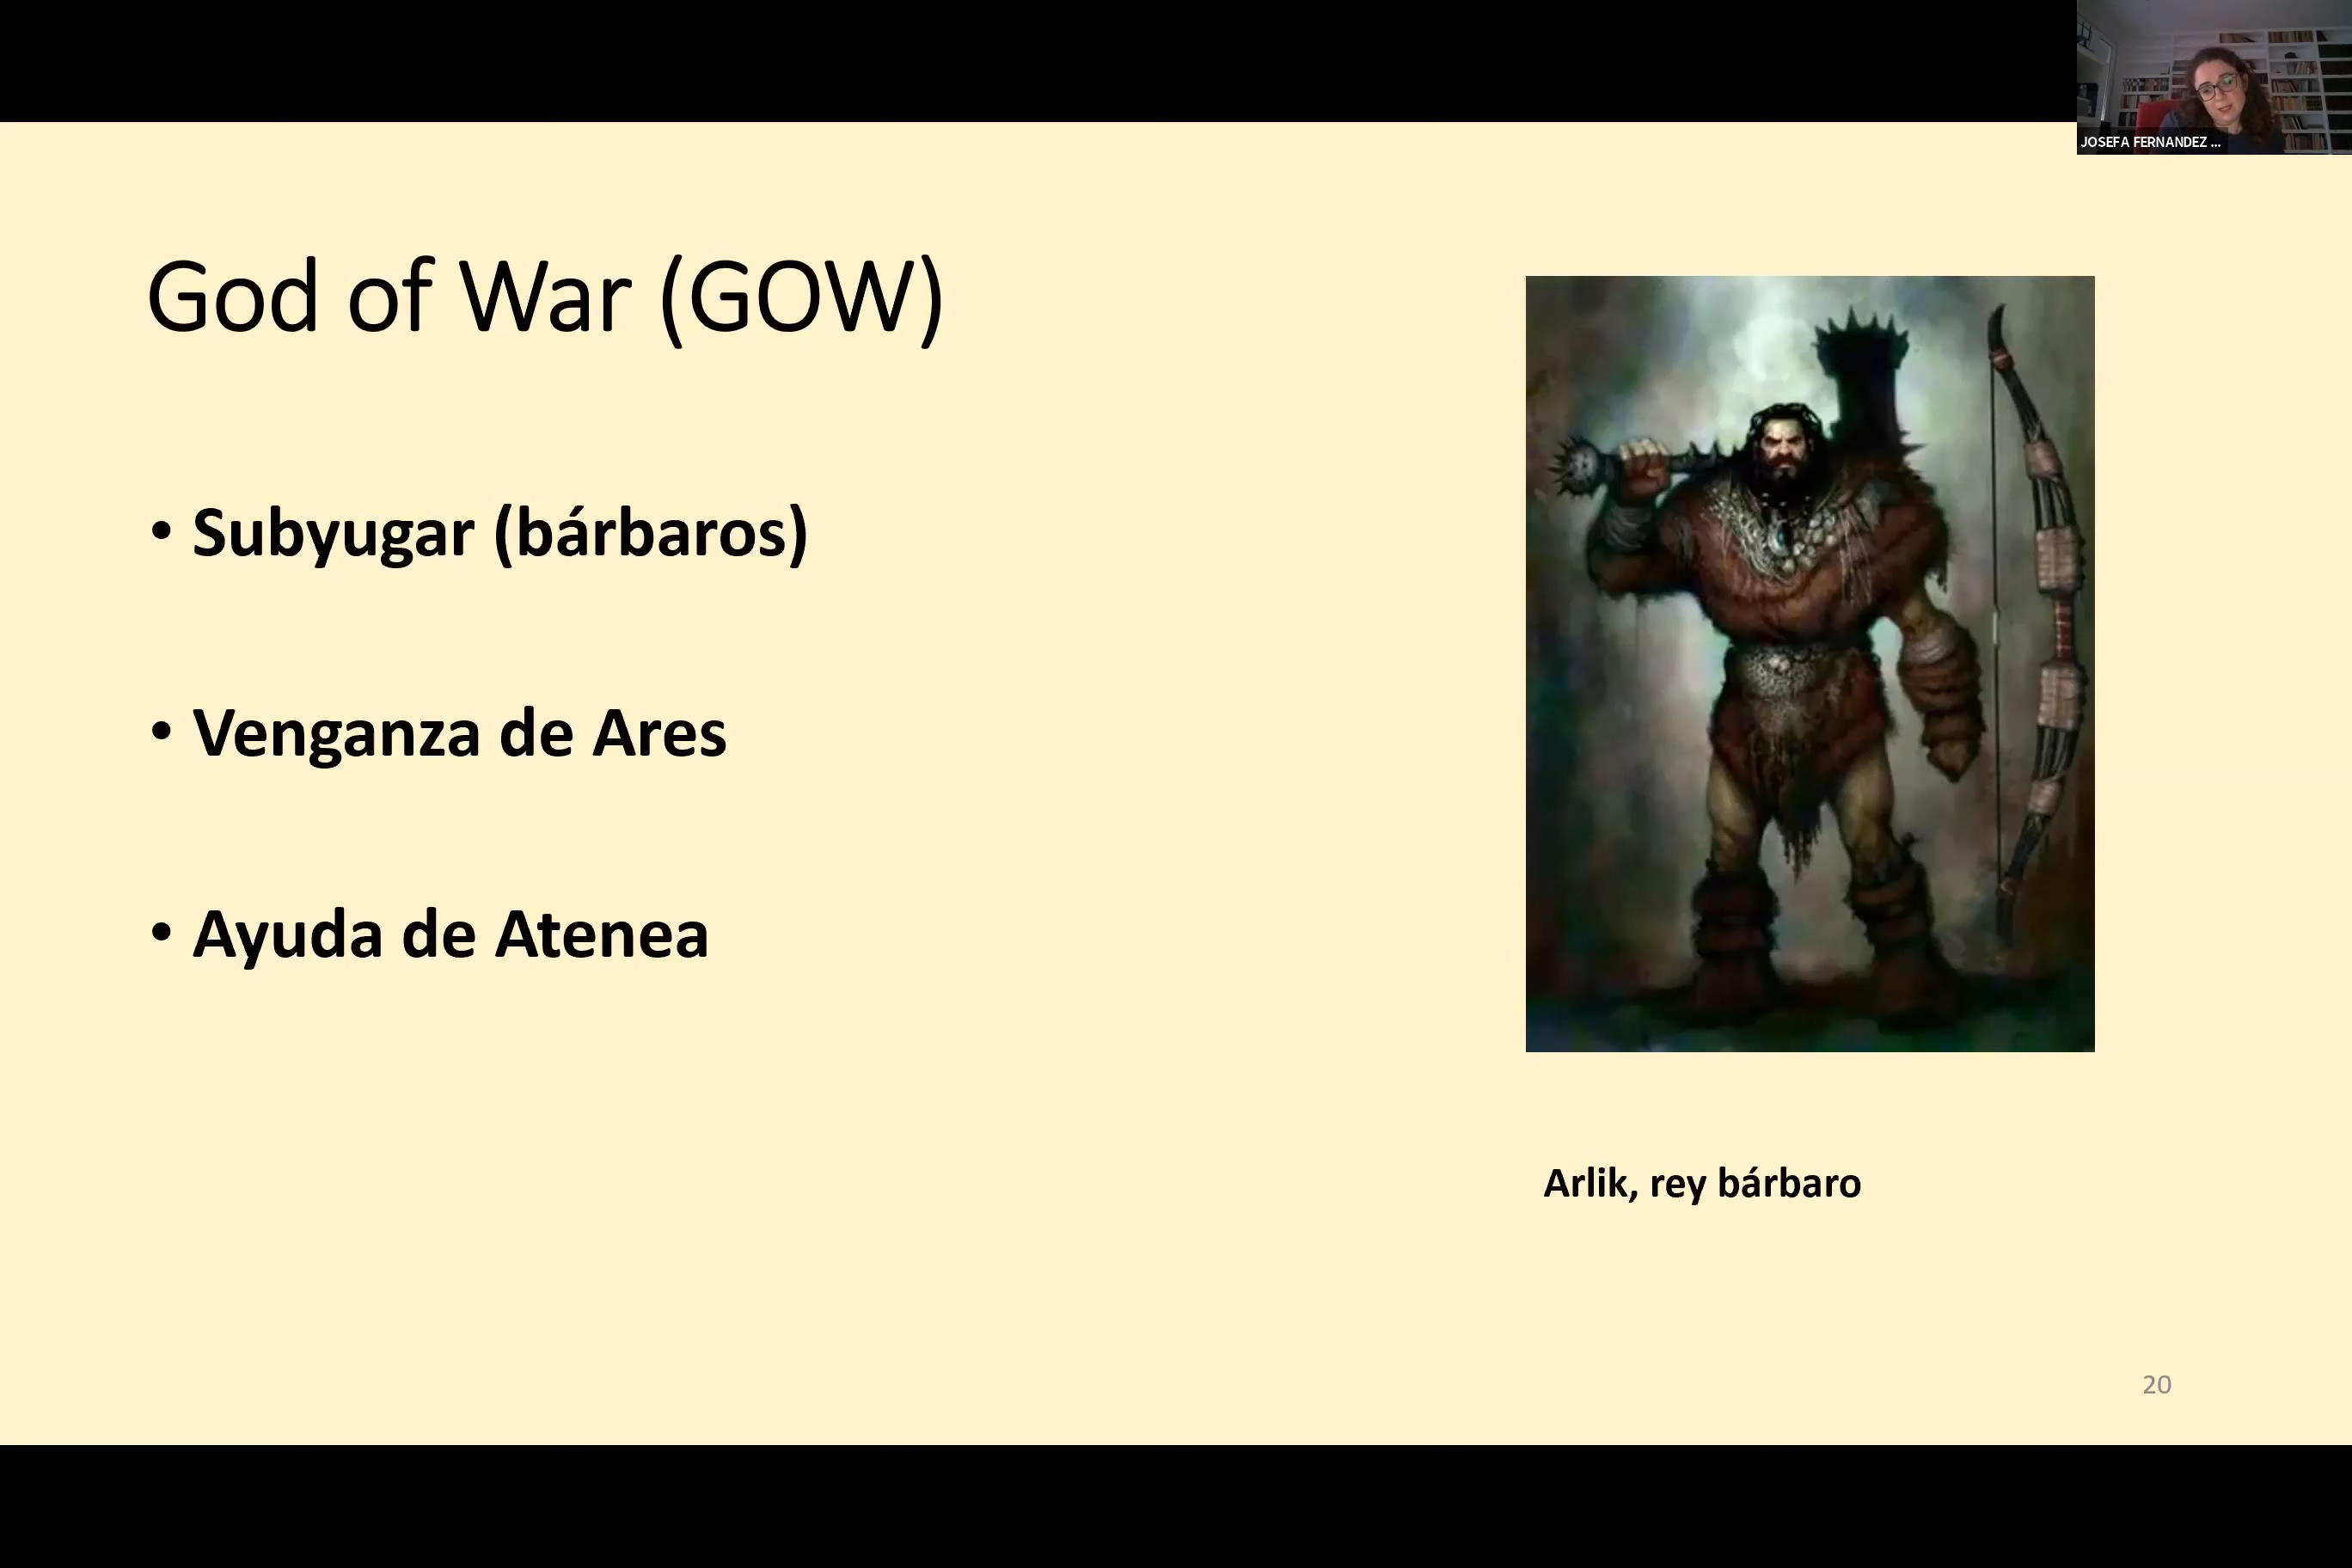 JOSEFA FERNANDEZ ...
God of War (GOW)
• Subyugar (bárbaros)
• Venganza de Ares
• Ayuda de Atenea
Arlik, rey bárbaro
20